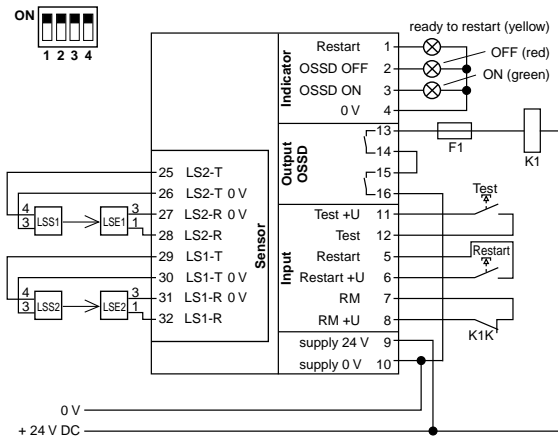 ON
1 2 3 4
ready to restart (yellow)
OFF (red)
ON (green)
Indicator
Restart 1
OSSD OFF 2
OSSD ON 3
0 V 4
Output
OSSD
13
14
15
16
F1
K1
Sensor
25 LS2-T
26 LS2-T 0 V
27 LS2-R 0 V
28 LS2-R
29 LS1-T
30 LS1-T 0 V
31 LS1-R 0 V
32 LS1-R
4
3
LSS1
LSE1
3
1
4
3
LSS2
LSE2
3
1
Input
Test +U 11
Test 12
Restart 5
Restart +U 6
RM 7
RM +U 8
Test
Restart
K1K
supply 24 V 9
supply 0 V 10
0 V
+ 24 V DC